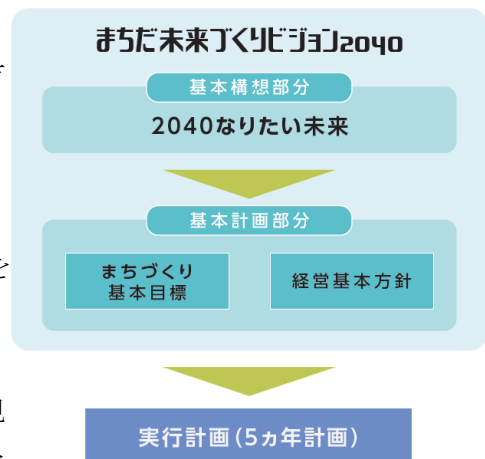 まちだ未来づくりビジョン2040
基本構想部分
2040なりたい未来
基本計画部分
まちづくり
基本目標
経営基本方針
実行計画(5ヵ年計画)